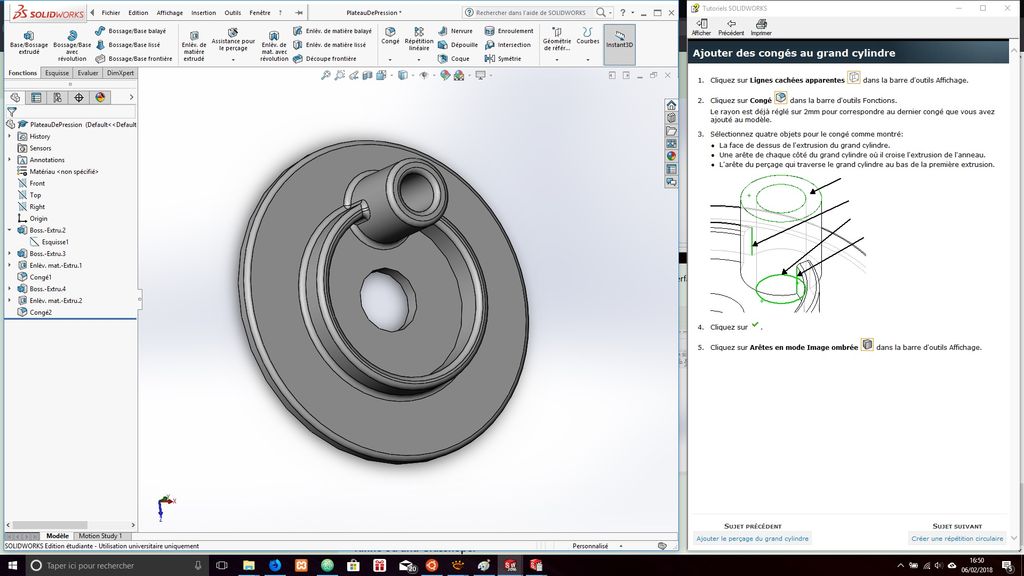 SOLIDWORKS
Fichier Edition Affichage Insertion Outils Fenêtre ?
PlateauDePression *
Rechercher dans l'aide de SOLIDWORKS
Base/Bossage extrudé
Bossage/Base avec révolution
Bossage/Base balayé
Bossage/Base lissé
Bossage/Base frontière
Enlèv. de matière extrudé
Assistance pour le perçage
Enlèv. de mat. avec révolution
Enlèv. de matière balayé
Enlèv. de matière lissé
Découpe frontière
Congé
Répétition linéaire
Nervure
Dépouille
Coque
Enroulement
Intersection
Symétrie
Géométrie de référ...
Courbes
Instant3D
Fonctions Esquisse Evaluer DimXpert
PlateauDePression (Default<<Default
History
Sensors
Annotations
Matériau <non spécifié>
Front
Top
Right
Origin
Boss.-Extru.2
Esquisse1
Boss.-Extru.3
Enlèv. mat.-Extru.1
Congé1
Boss.-Extru.4
Enlèv. mat.-Extru.2
Congé2
Modèle Motion Study 1
SOLIDWORKS Edition étudiante - Utilisation universitaire uniquement
Personnalisé
Tutoriels SOLIDWORKS
Afficher Précédent Imprimer
Ajouter des congés au grand cylindre
1. Cliquez sur Lignes cachées apparentes dans la barre d'outils Affichage.
2. Cliquez sur Congé dans la barre d'outils Fonctions.
Le rayon est déjà réglé sur 2mm pour correspondre au dernier congé que vous avez
ajouté au modèle.
3. Sélectionnez quatre objets pour le congé comme montré:
• La face de dessus de l'extrusion du grand cylindre.
• Une arête de chaque côté du grand cylindre où il croise l'extrusion de l'anneau.
• L'arête du perçage qui traverse le grand cylindre au bas de la première extrusion.
4. Cliquez sur .
5. Cliquez sur Arêtes en mode Image ombrée dans la barre d'outils Affichage.
SUJET PRÉCÉDENT
Ajouter le perçage du grand cylindre
SUJET SUIVANT
Créer une répétition circulaire
Taper ici pour rechercher
20
16:50
06/02/2018